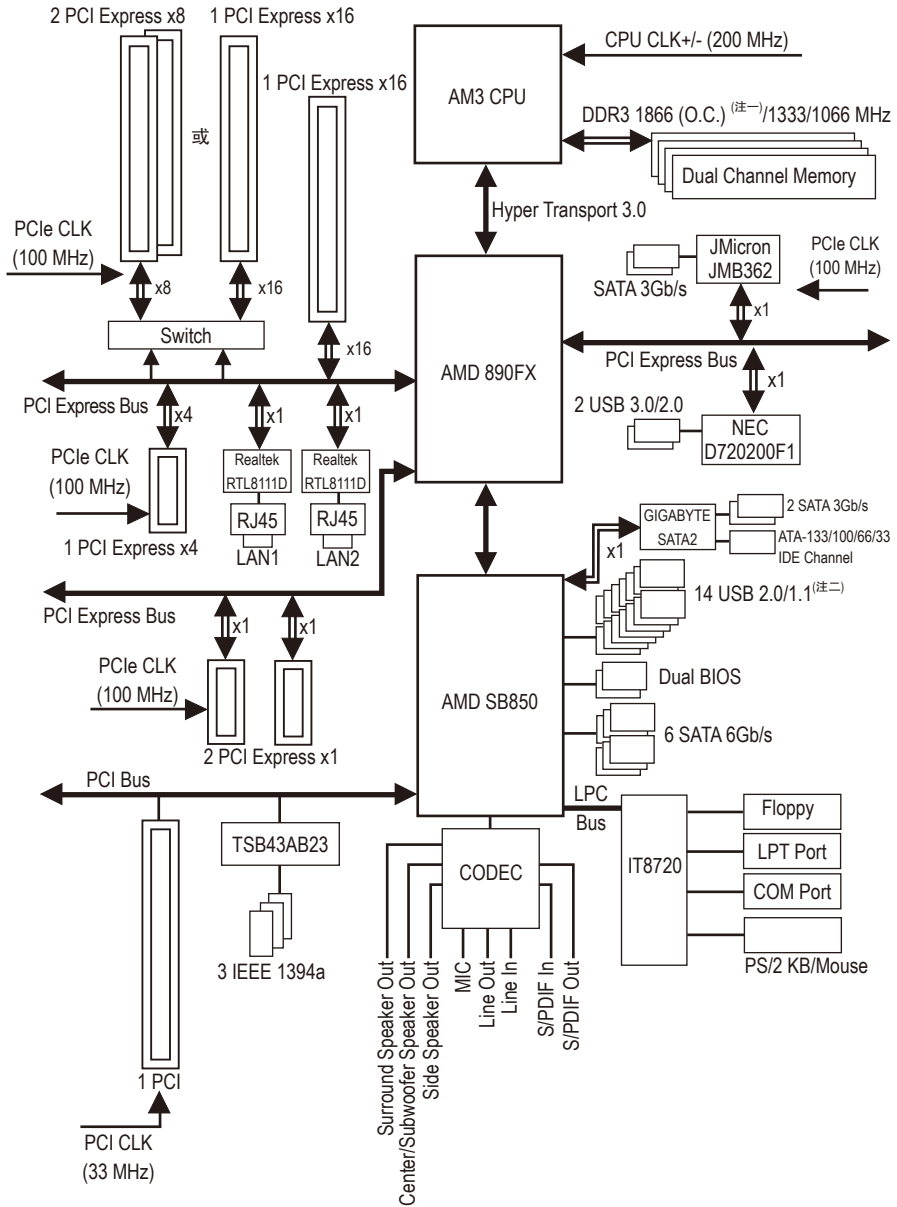 2 PCI Express x8
1 PCI Express x16
或
1 PCI Express x16
AM3 CPU
CPU CLK+/- (200 MHz)
DDR3 1866 (O.C.) (注一)/1333/1066 MHz
Dual Channel Memory
Hyper Transport 3.0
PCIe CLK
(100 MHz)
x8
x16
Switch
x16
AMD 890FX
JMicron
JMB362
SATA 3Gb/s
PCIe CLK
(100 MHz)
x1
PCI Express Bus
x1
2 USB 3.0/2.0
NEC
D720200F1
PCI Express Bus
x4
x1
x1
PCIe CLK
(100 MHz)
1 PCI Express x4
Realtek
RTL8111D
RJ45
LAN1
Realtek
RTL8111D
RJ45
LAN2
x1
GIGABYTE
SATA2
2 SATA 3Gb/s
ATA-133/100/66/33
IDE Channel
PCI Express Bus
x1
x1
PCIe CLK
(100 MHz)
2 PCI Express x1
AMD SB850
14 USB 2.0/1.1(注二)
Dual BIOS
6 SATA 6Gb/s
PCI Bus
LPC
Bus
TSB43AB23
3 IEEE 1394a
CODEC
IT8720
Floppy
LPT Port
COM Port
PS/2 KB/Mouse
Surround Speaker Out
Center/Subwoofer Speaker Out
Side Speaker Out
MIC
Line Out
Line In
S/PDIF In
S/PDIF Out
1 PCI
PCI CLK
(33 MHz)